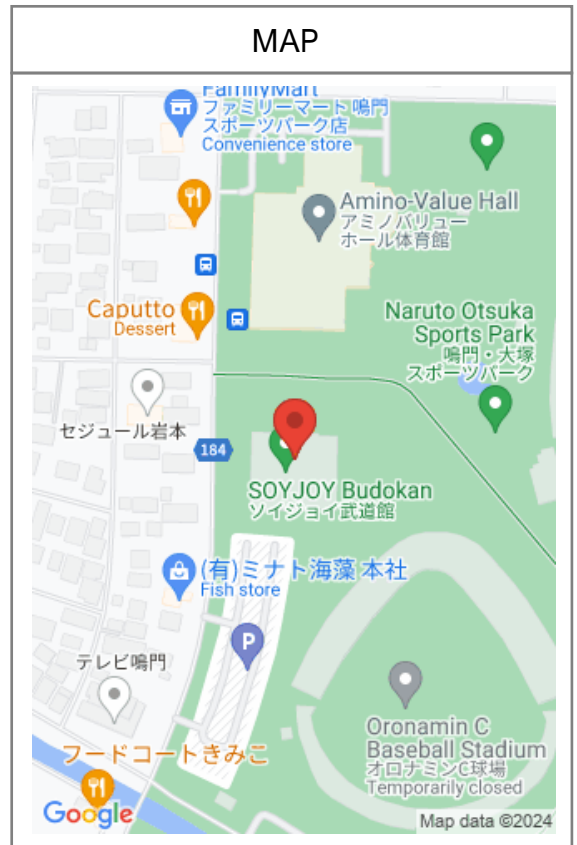 MAP
FamilyMart
ファミリーマート 鳴門
スポーツパーク店
Convenience store
Amino-Value Hall
アミノバリュー
ホール体育館
Caputto
Dessert
Naruto Otsuka
Sports Park
鳴門・大塚
スポーツパーク
セジュール岩本
184
SOYJOY Budokan
ソイジョイ武道館
(有)ミナト海藻 本社
Fish store
P
テレビ鳴門
Oronamin C
Baseball Stadium
オロナミンC球場
Temporarily closed
フードコートきみこ
Google
Map data ©2024